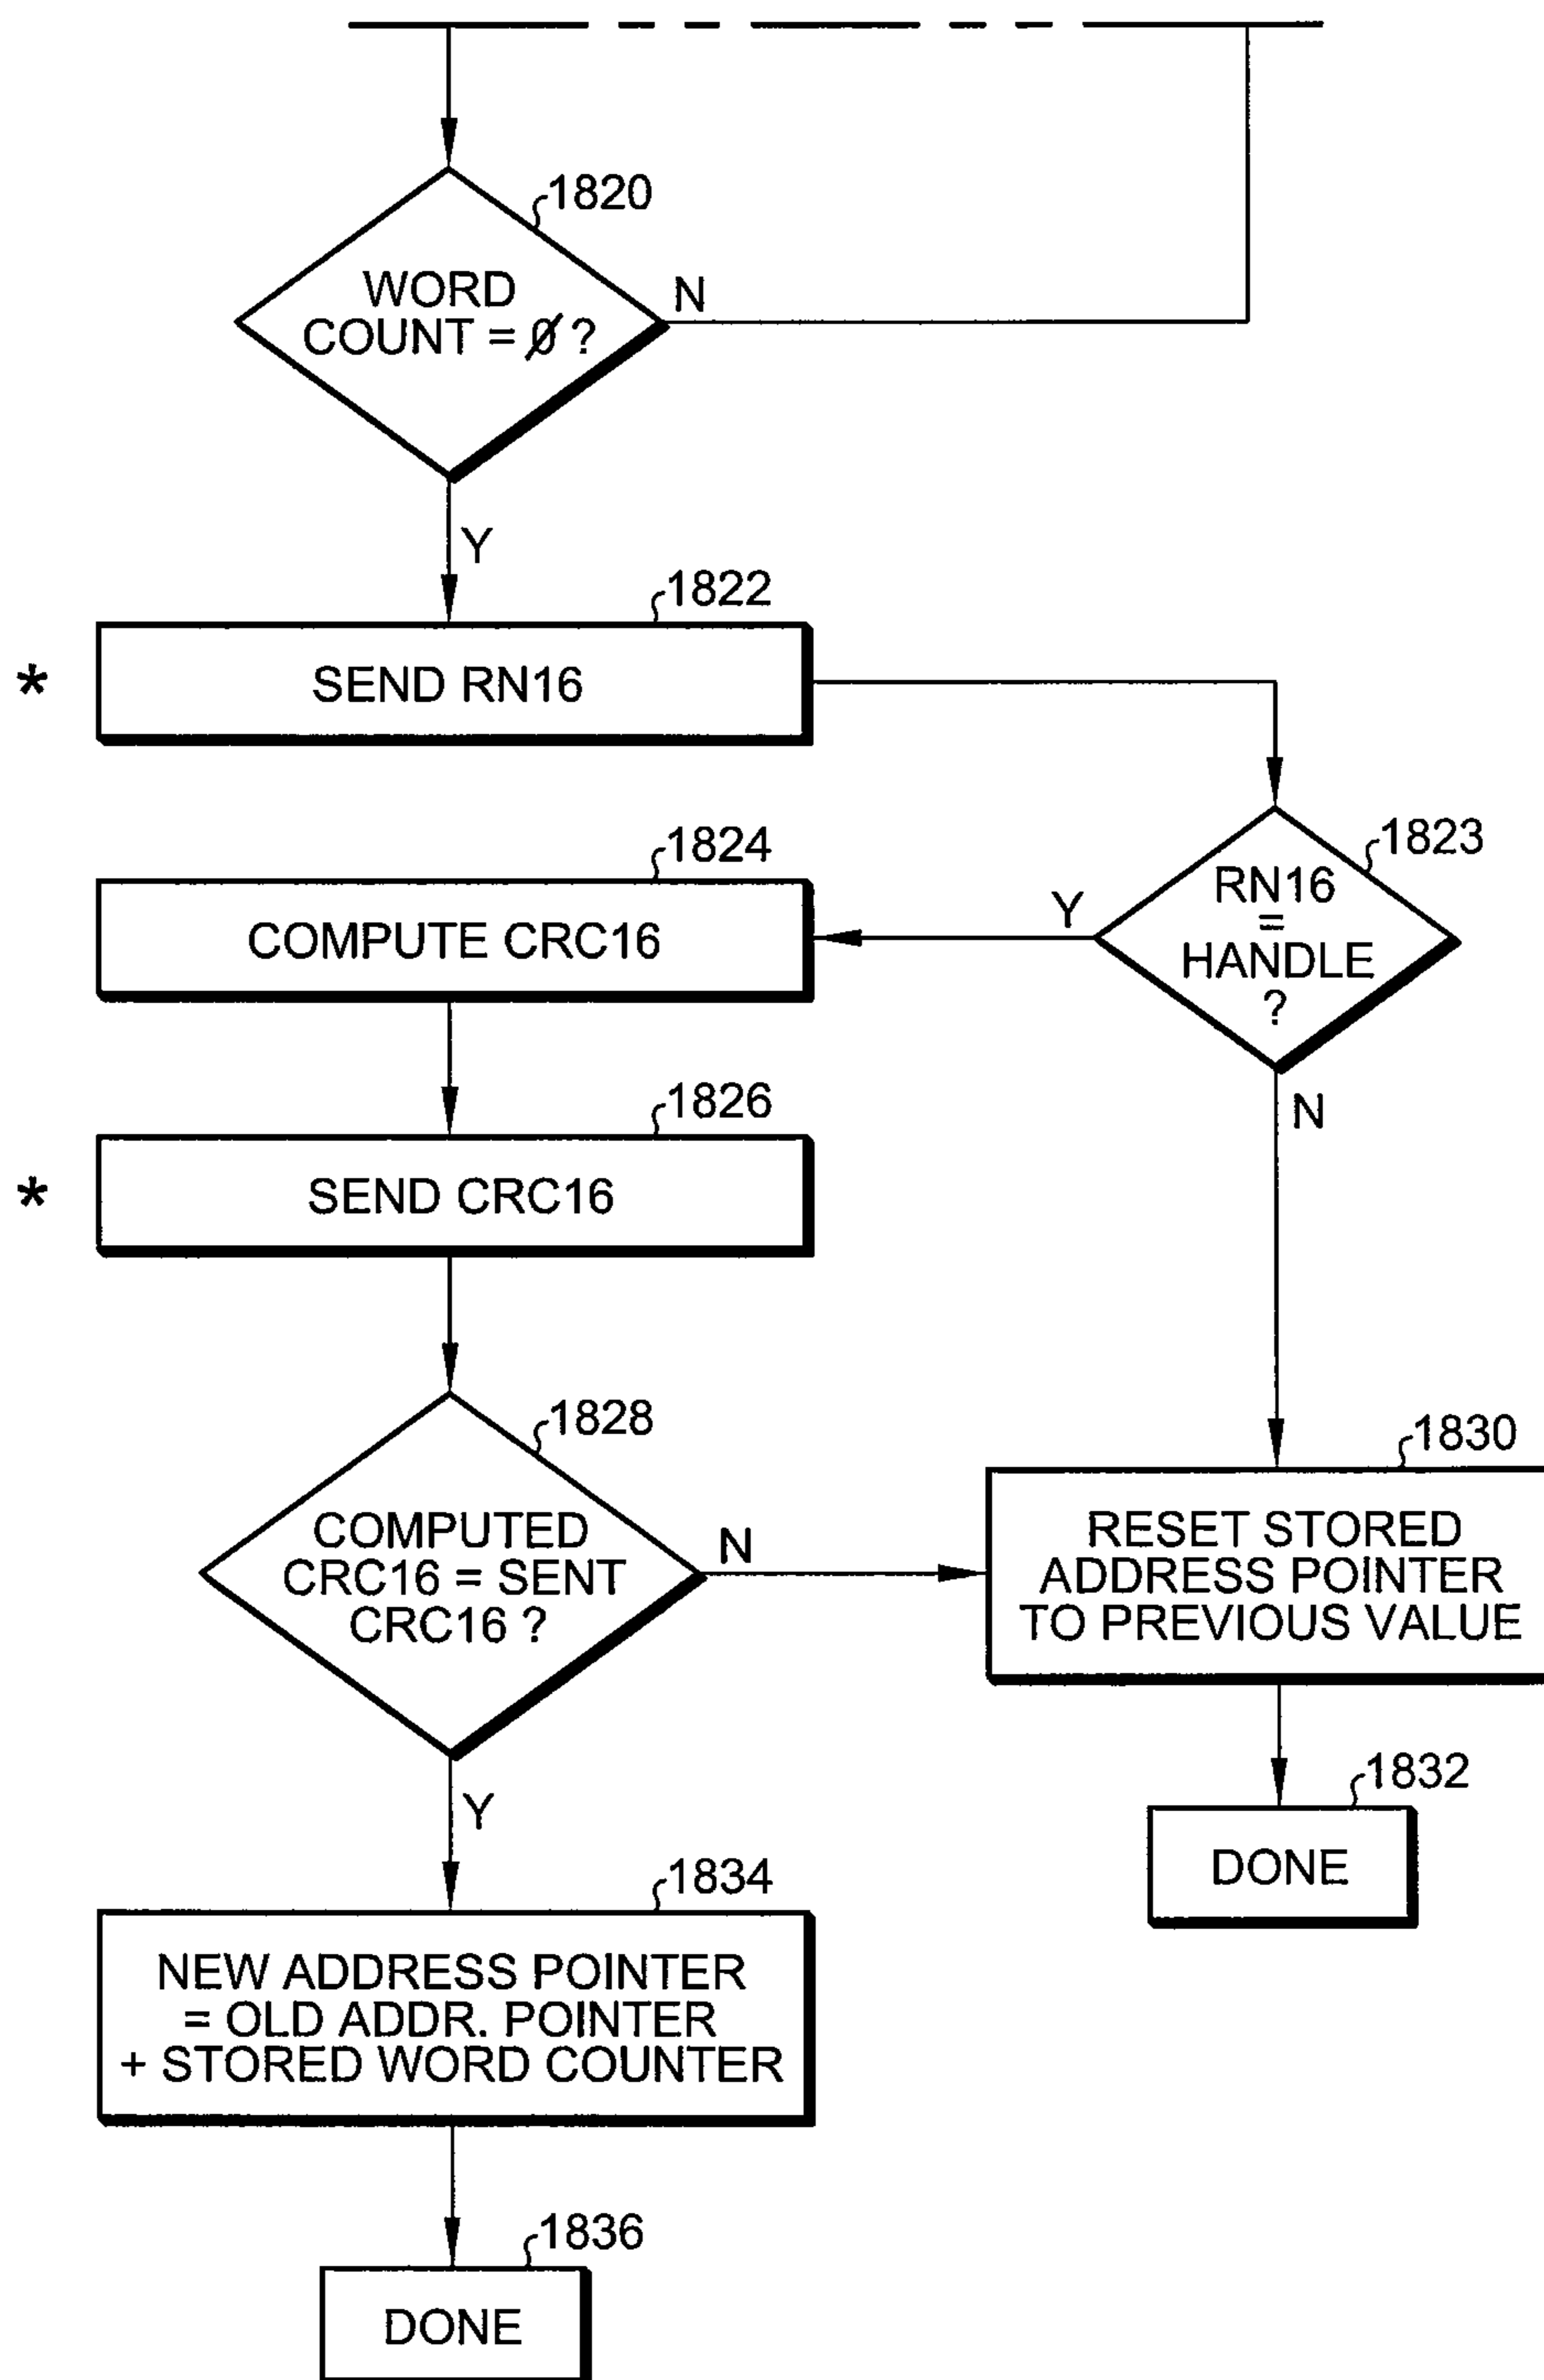 1820
WORD
COUNT = 0 ?
N
Y
1822
*
SEND RN16
1823
RN16
=
HANDLE
?
Y
N
1824
COMPUTE CRC16
1826
*
SEND CRC16
1828
COMPUTED
CRC16 = SENT
CRC16 ?
N
Y
1830
RESET STORED
ADDRESS POINTER
TO PREVIOUS VALUE
1832
DONE
1834
NEW ADDRESS POINTER
= OLD ADDR. POINTER
+ STORED WORD COUNTER
1836
DONE